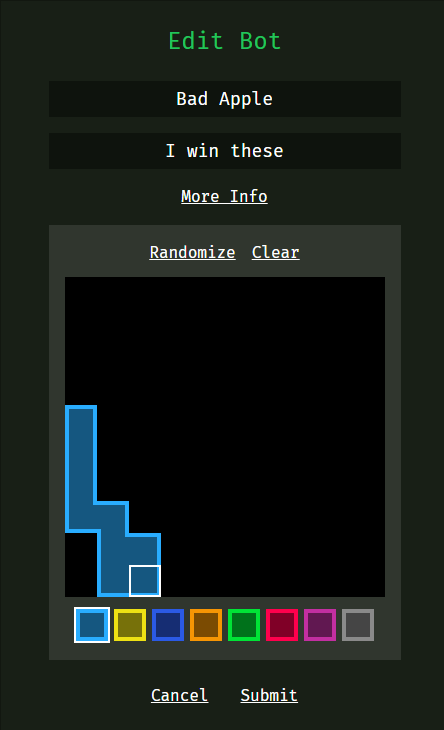 Edit Bot
Bad Apple
I win these
More Info
Randomize Clear
Cancel Submit